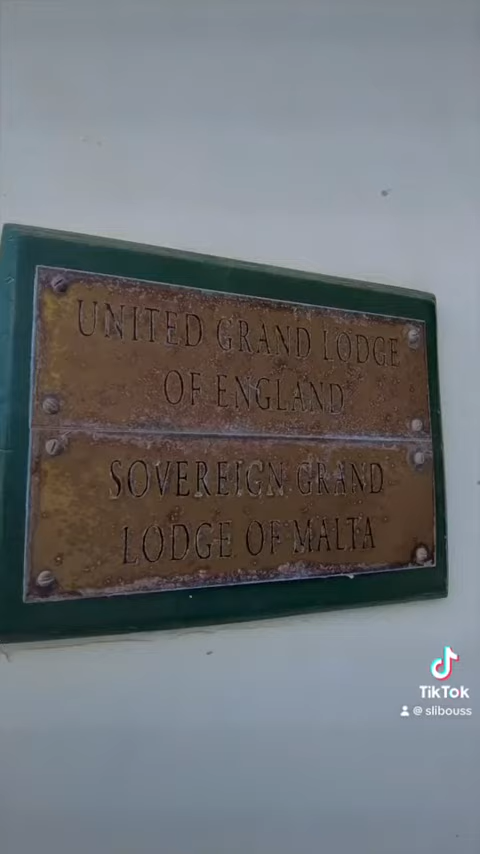 UNITED GRAND LODGE
OF ENGLAND
SOVEREIGN GRAND
LODGE OF MALTA
TikTok
@slibouss